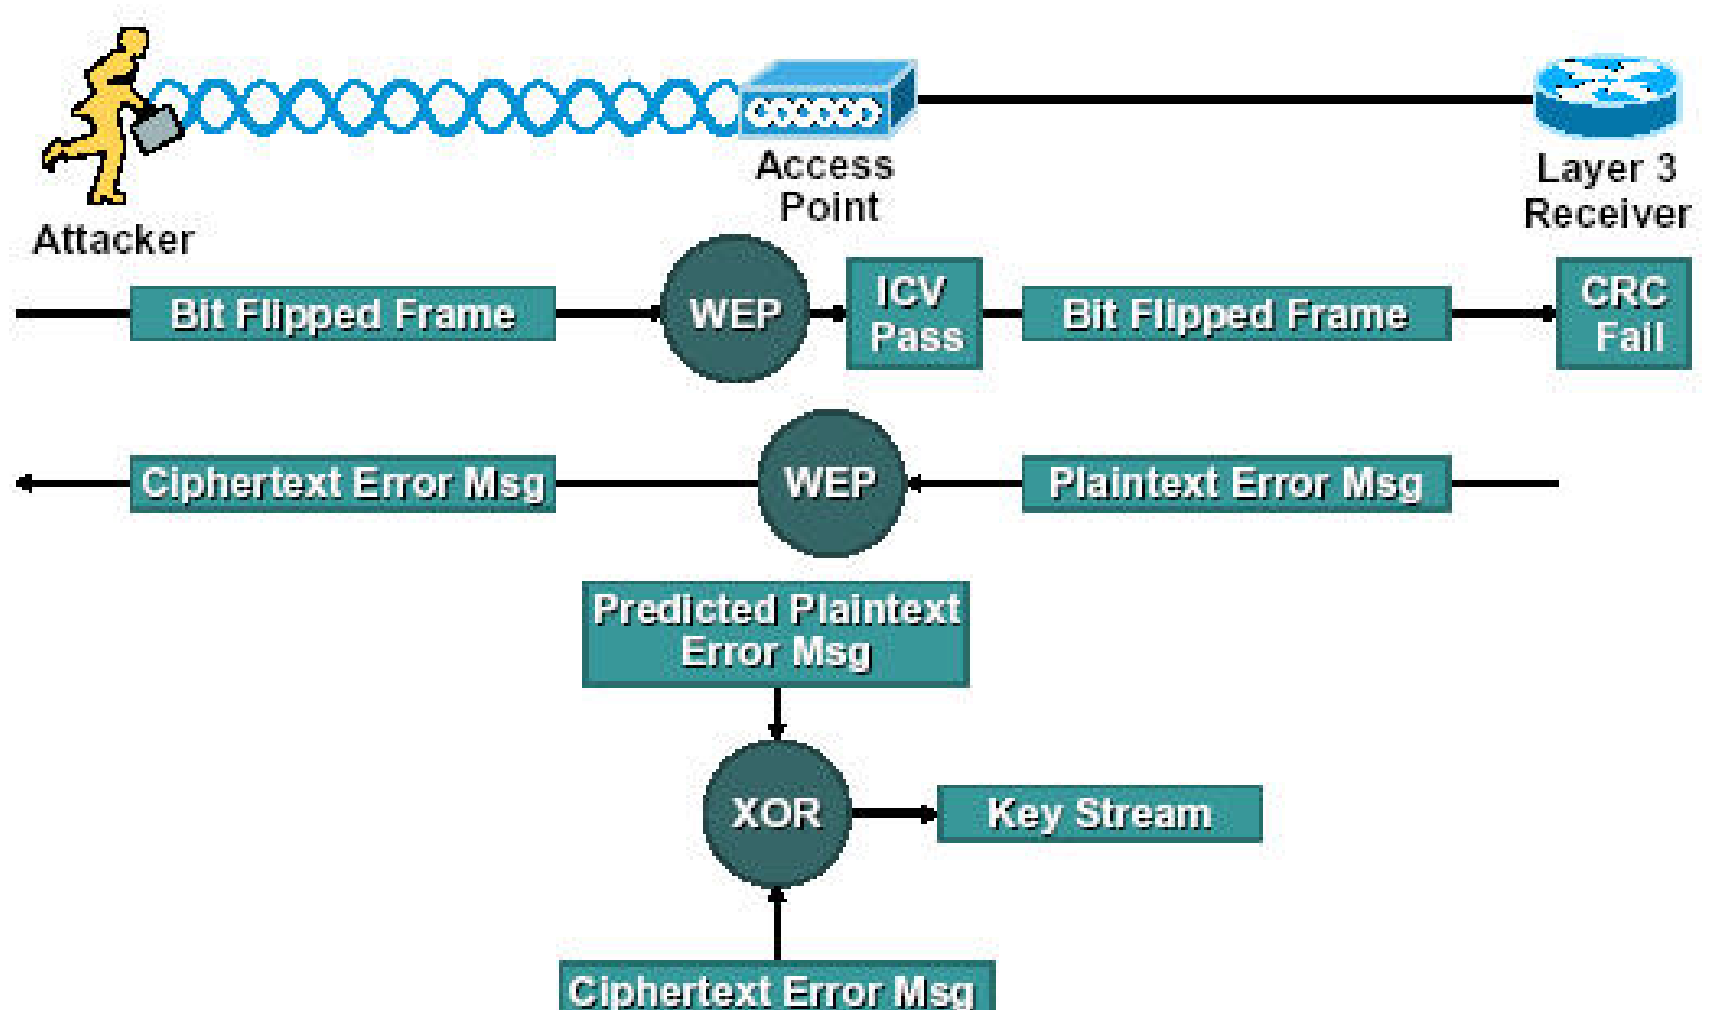 Access
Point
Layer 3
Receiver
Attacker
Bit Flipped Frame
WEP
ICV
Pass
Bit Flipped Frame
CRC
Fail
Ciphertext Error Msg
WEP
Plaintext Error Msg
Predicted Plaintext
Error Msg
XOR
Key Stream
Ciphertext Error Msg